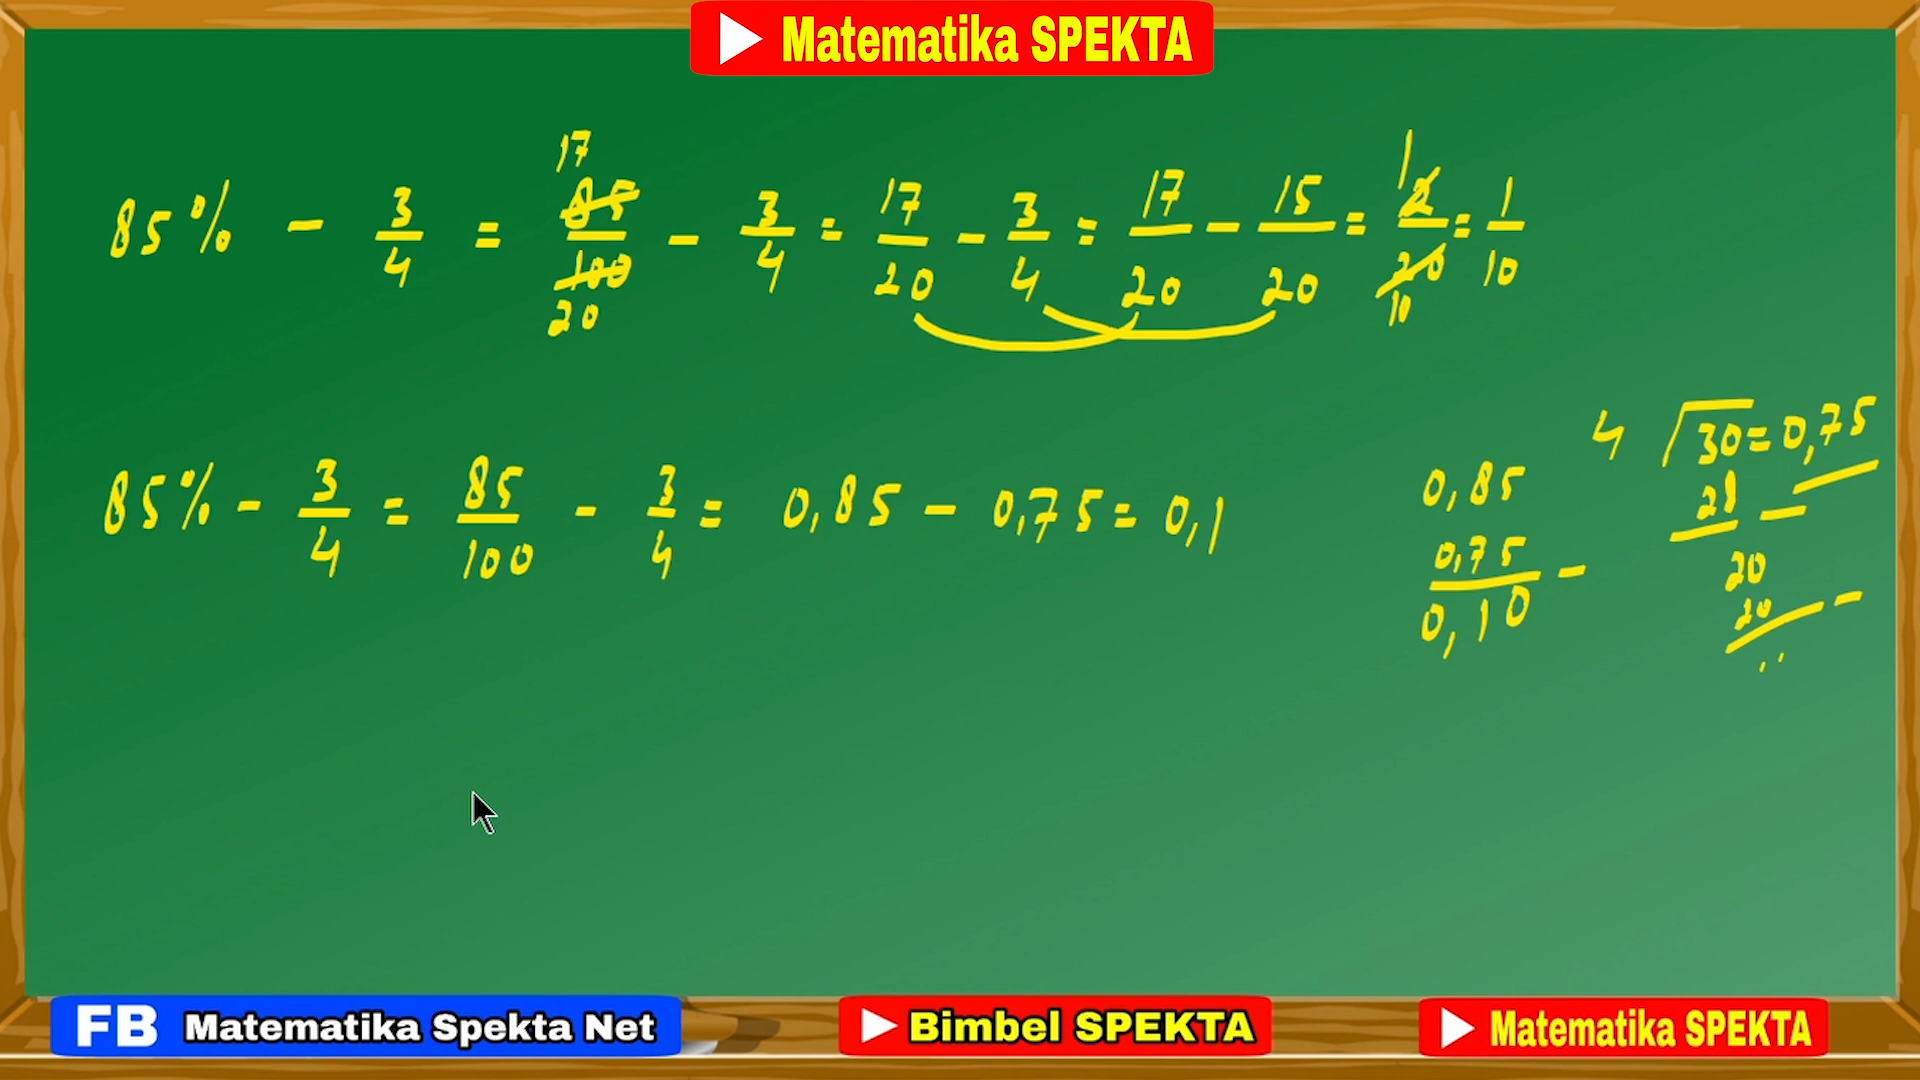 Matematika SPEKTA
85% - 3/4 = 85/100 - 3/4 = 17/20 - 3/4 = 17/20 - 15/20 = 2/20 = 1/10
17
20
1
10
85% - 3/4 = 85/100 - 3/4 = 0,85 - 0,75 = 0,1
0,85
0,75 -
0,10
4 √30 = 0,75
28 -
20
20 -
..
FB Matematika Spekta Net
Bimbel SPEKTA
Matematika SPEKTA